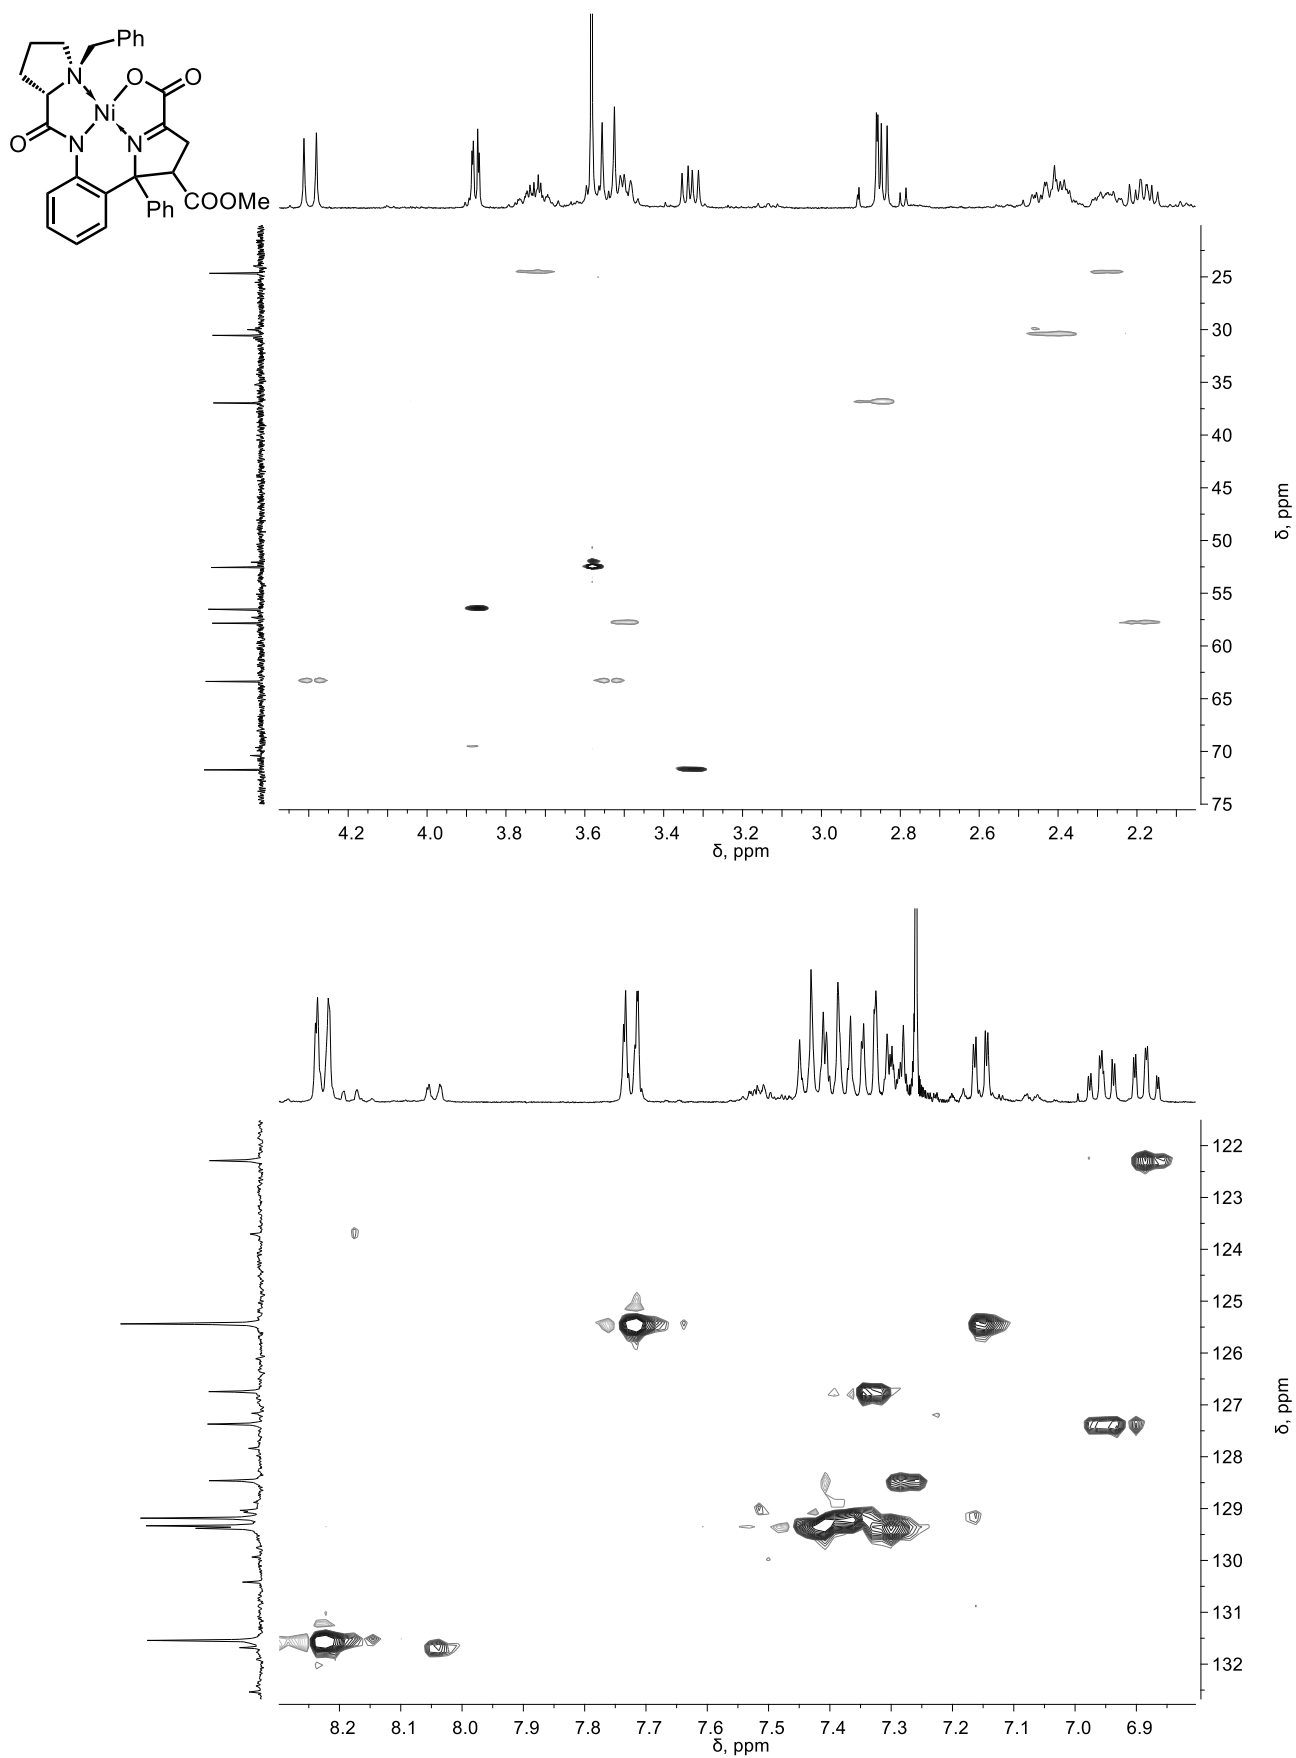 Ph
N O O
Ni
O N N
Ph COOMe
25
30
35
40
45
50
55
60
65
70
75
δ, ppm
4.2 4.0 3.8 3.6 3.4 3.2 3.0 2.8 2.6 2.4 2.2
δ, ppm
122
123
124
125
126
127
128
129
130
131
132
δ, ppm
8.2 8.1 8.0 7.9 7.8 7.7 7.6 7.5 7.4 7.3 7.2 7.1 7.0 6.9
δ, ppm